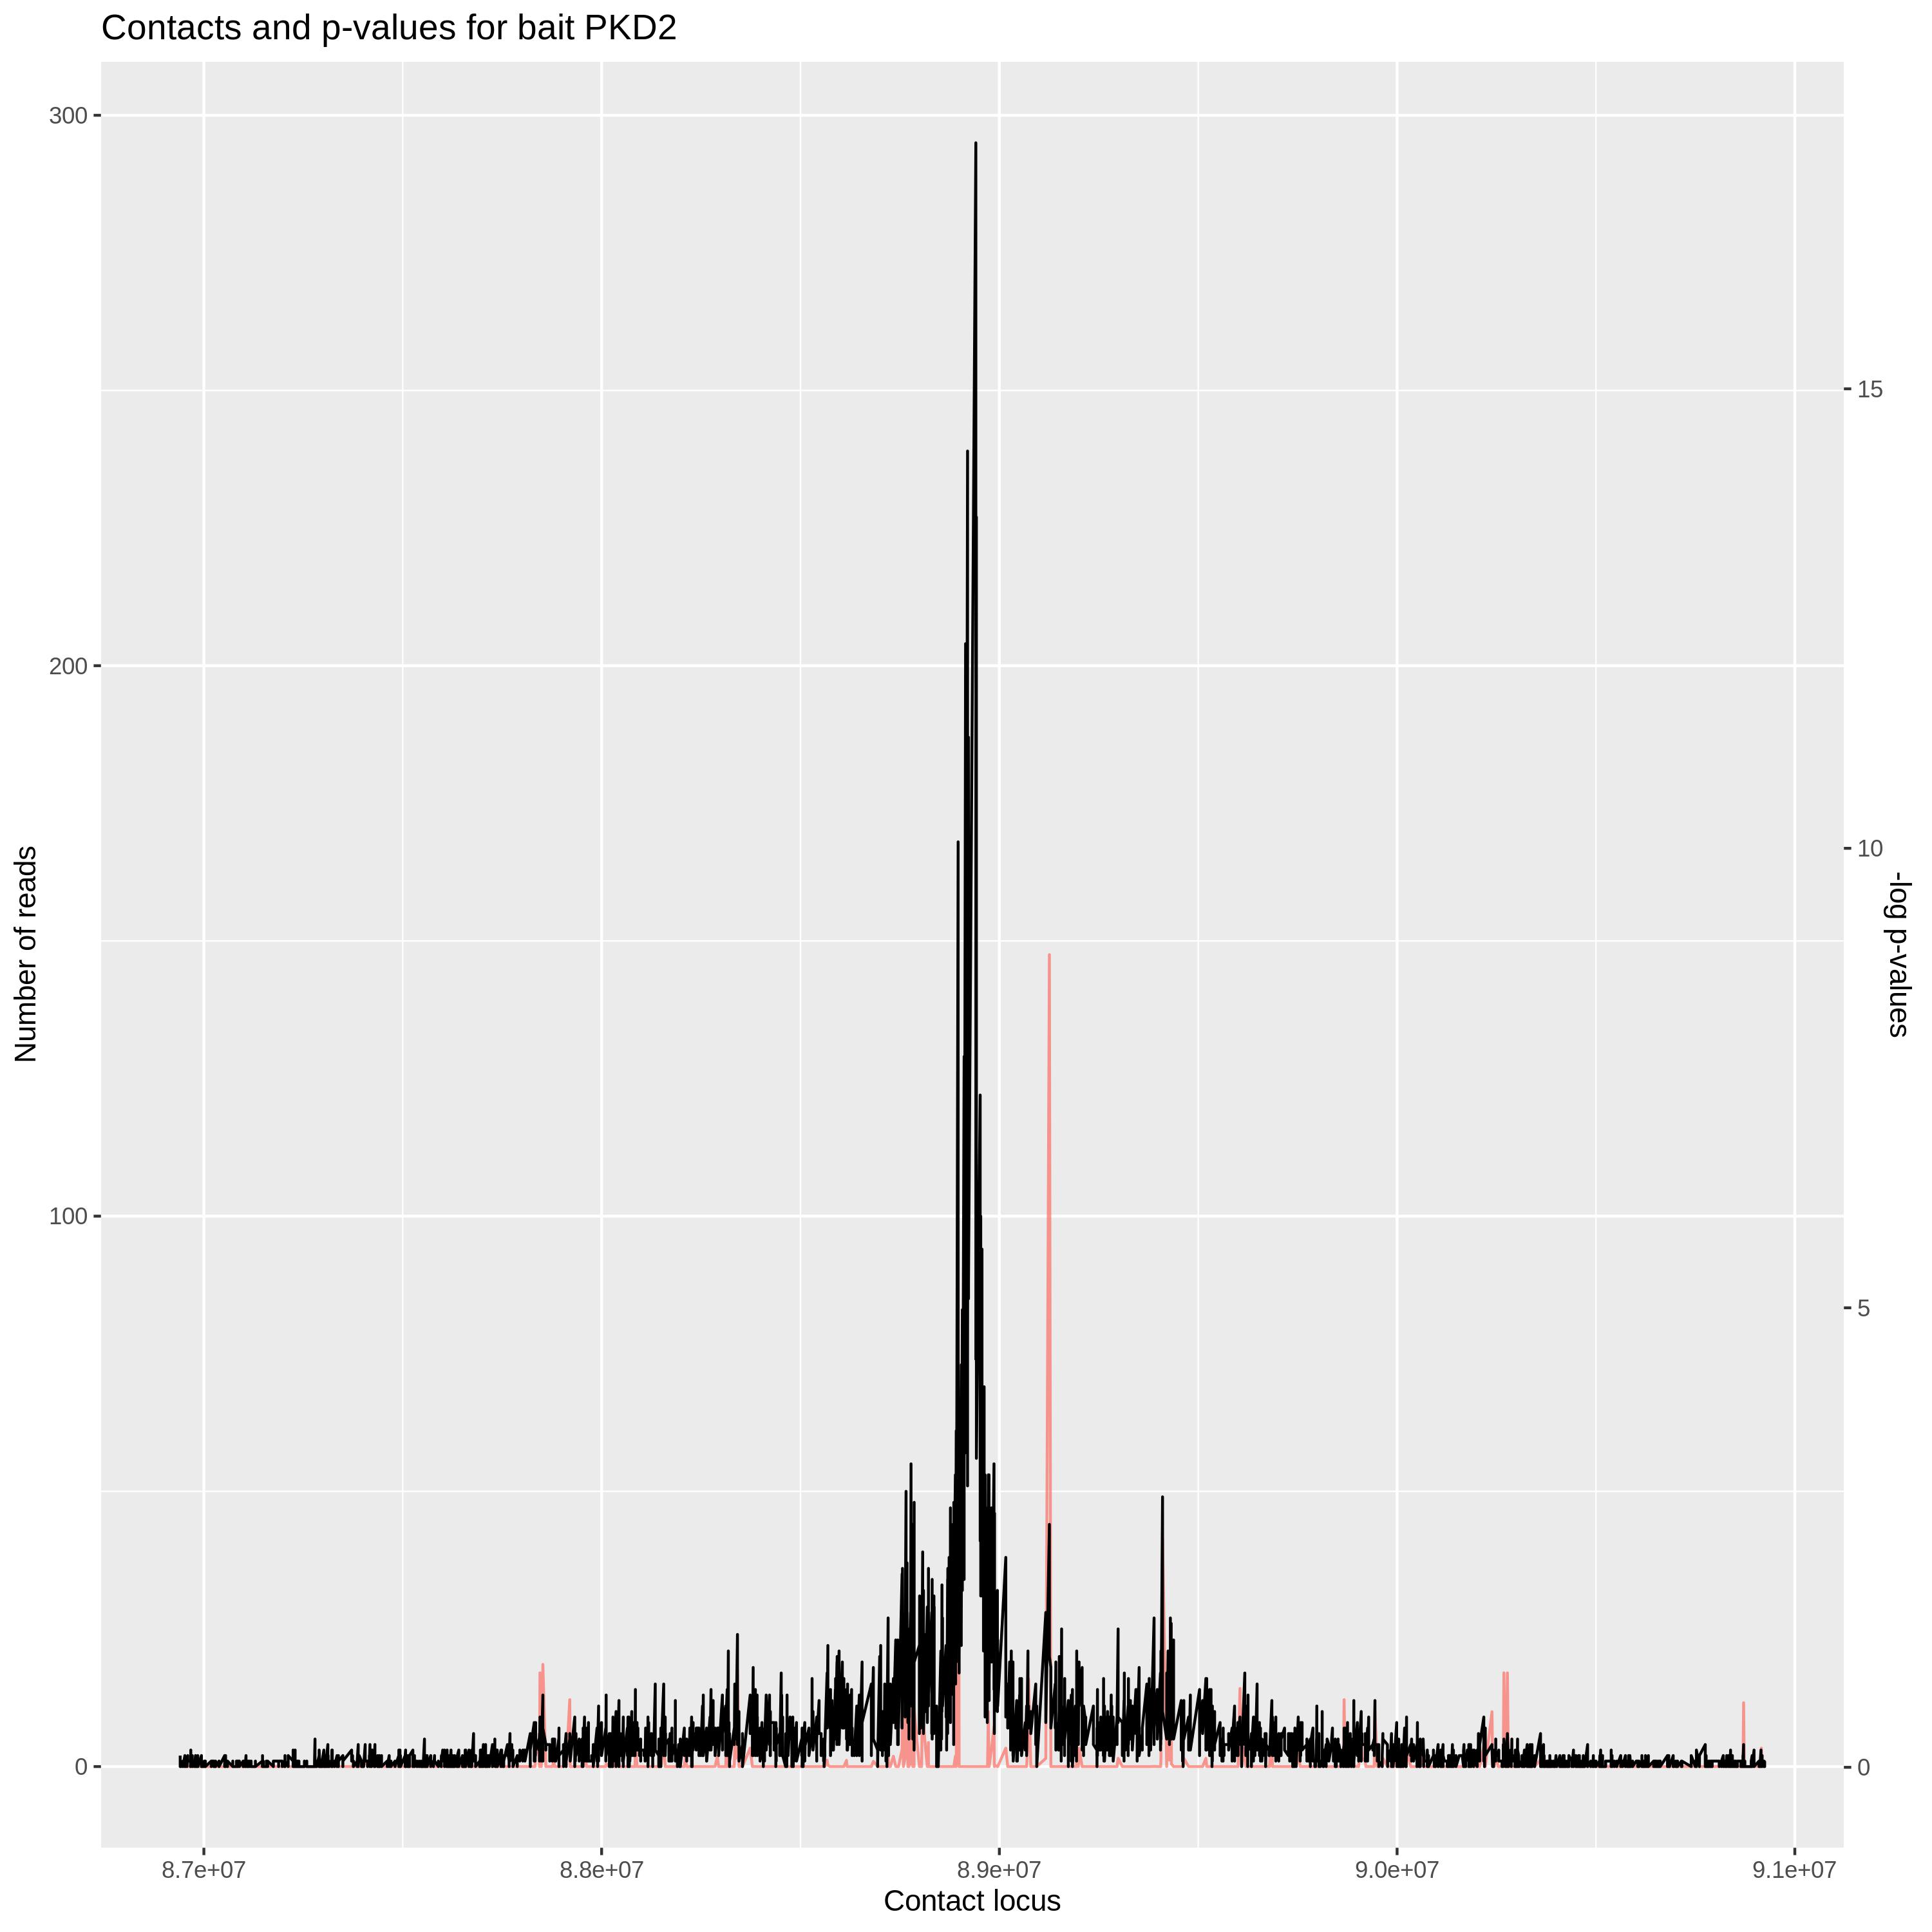 Contacts and p-values for bait PKD2
300
200
100
0
Number of reads
15
10
5
0
-log p-values
8.7e+07
8.8e+07
8.9e+07
9.0e+07
9.1e+07
Contact locus